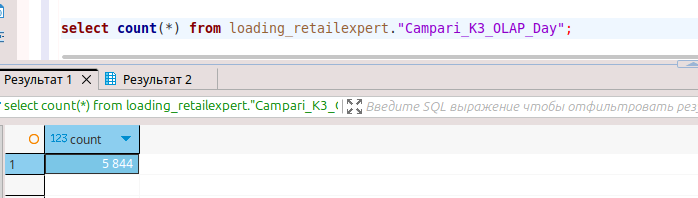 select count(*) from loading_retailexpert."Campari_K3_OLAP_Day";
Результат 1 Результат 2
select count(*) from loading_retailexpert."Campari_K3_ Введите SQL выражение чтобы отфильтровать рез
123 count
1 5 844